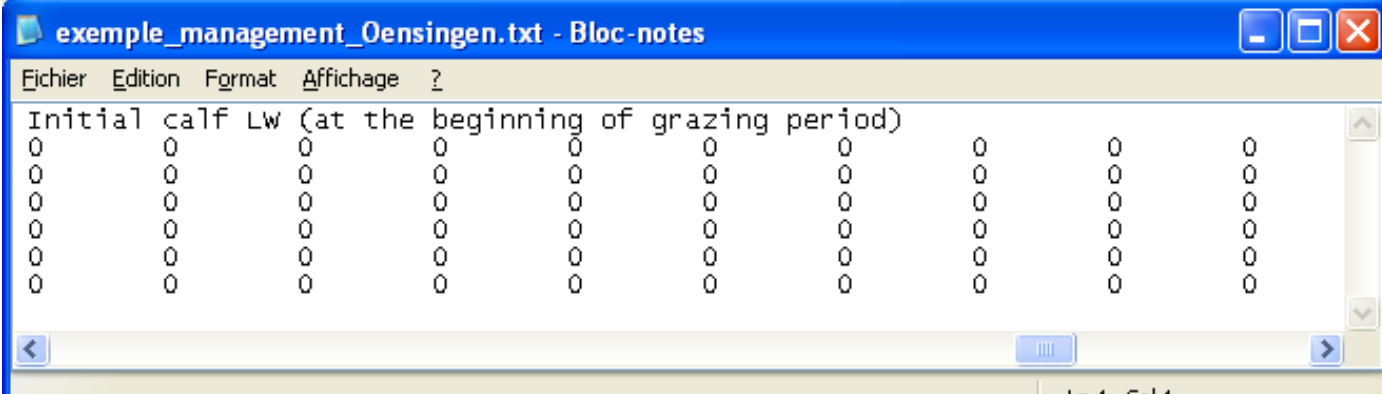 exemple_management_Oensingen.txt - Bloc-notes
Fichier Edition Format Affichage ?
Initial calf LW (at the beginning of grazing period)
0 0 0 0 0 0 0 0 0 0
0 0 0 0 0 0 0 0 0 0
0 0 0 0 0 0 0 0 0 0
0 0 0 0 0 0 0 0 0 0
0 0 0 0 0 0 0 0 0 0
0 0 0 0 0 0 0 0 0 0